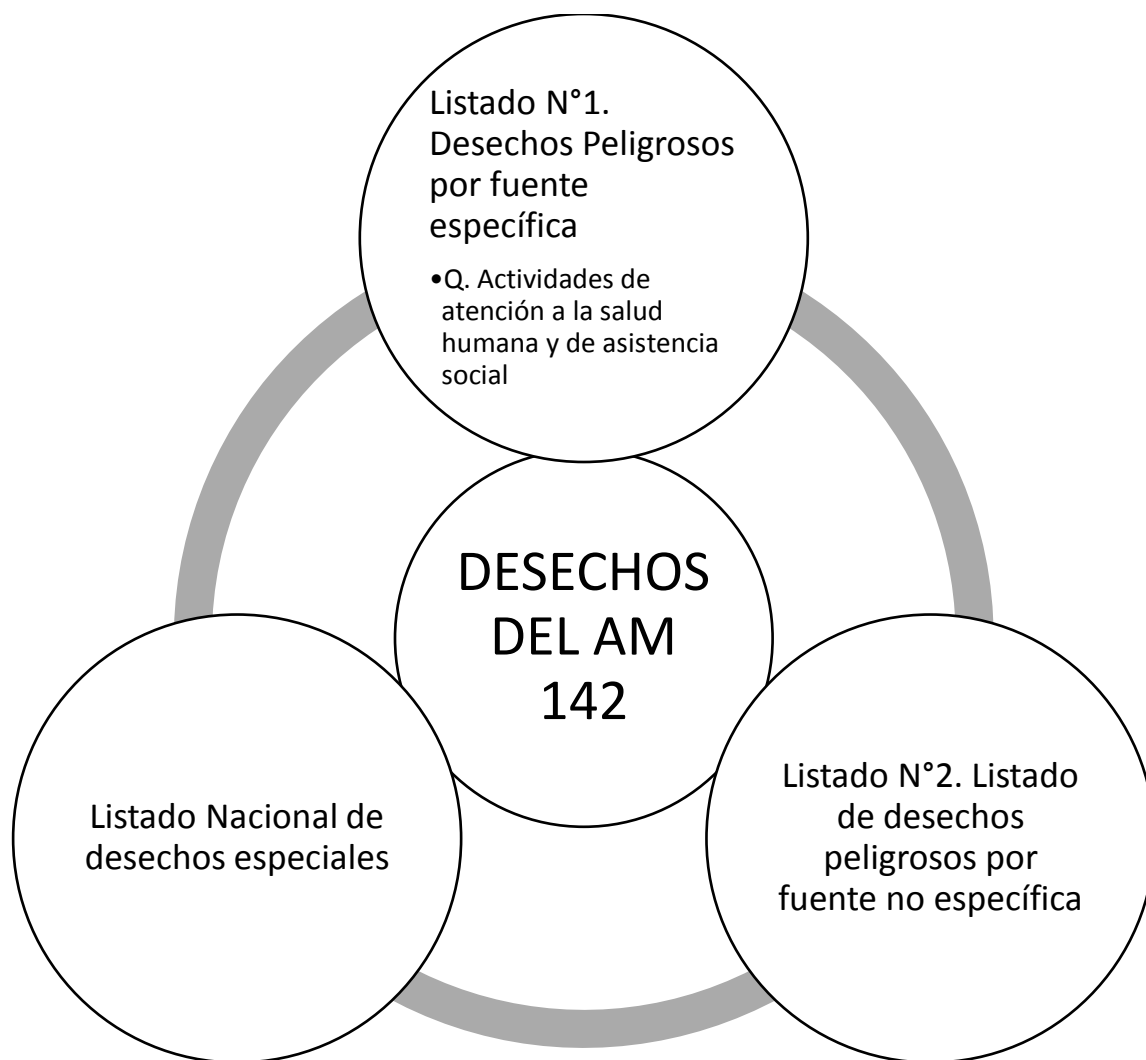 Listado N°1.
Desechos Peligrosos
por fuente
específica
•Q. Actividades de
atención a la salud
humana y de asistencia
social
DESECHOS
DEL AM
142
Listado Nacional de
desechos especiales
Listado N°2. Listado
de desechos
peligrosos por
fuente no específica